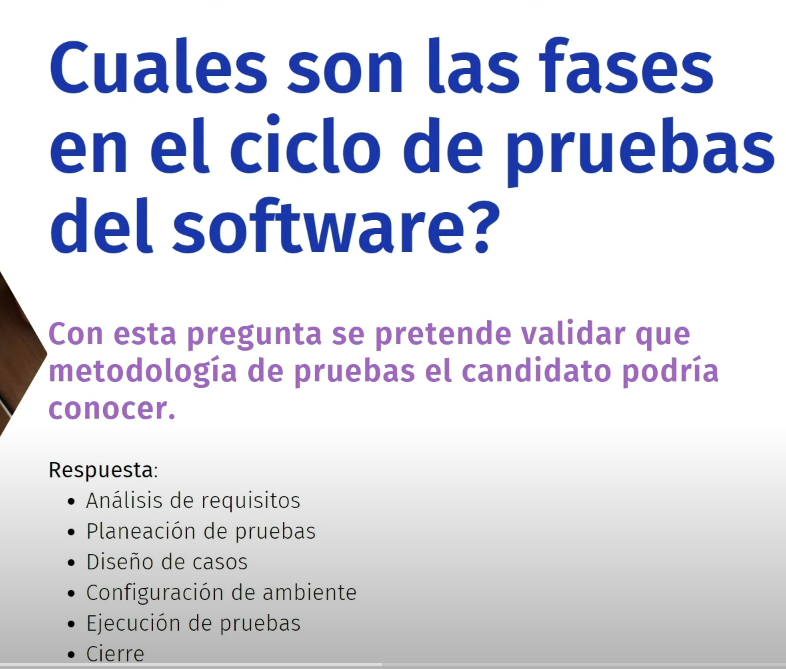 Cuales son las fases
en el ciclo de pruebas
del software?
Con esta pregunta se pretende validar que
metodología de pruebas el candidato podría
conocer.
Respuesta:
• Análisis de requisitos
• Planeación de pruebas
• Diseño de casos
• Configuración de ambiente
• Ejecución de pruebas
• Cierre